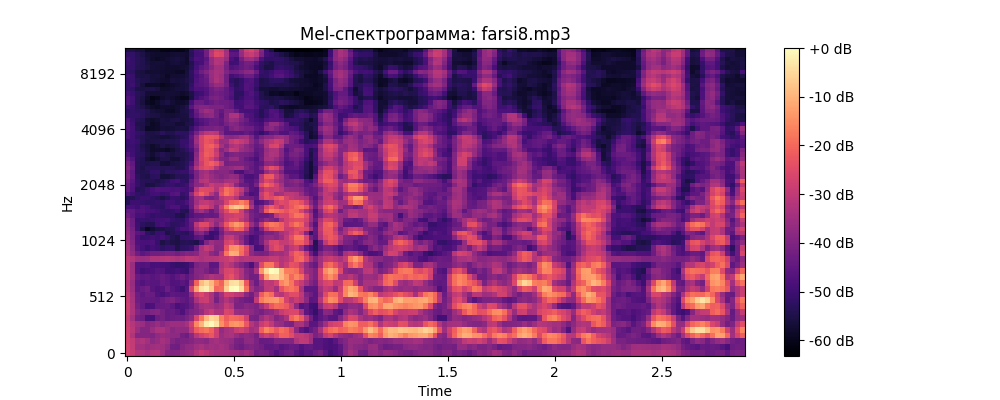 Mel-спектрограмма: farsi8.mp3
+0 dB
8192
-10 dB
4096
-20 dB
2048
-30 dB
Hz
1024
-40 dB
512
-50 dB
0
-60 dB
0 0.5 1 1.5 2 2.5
Time